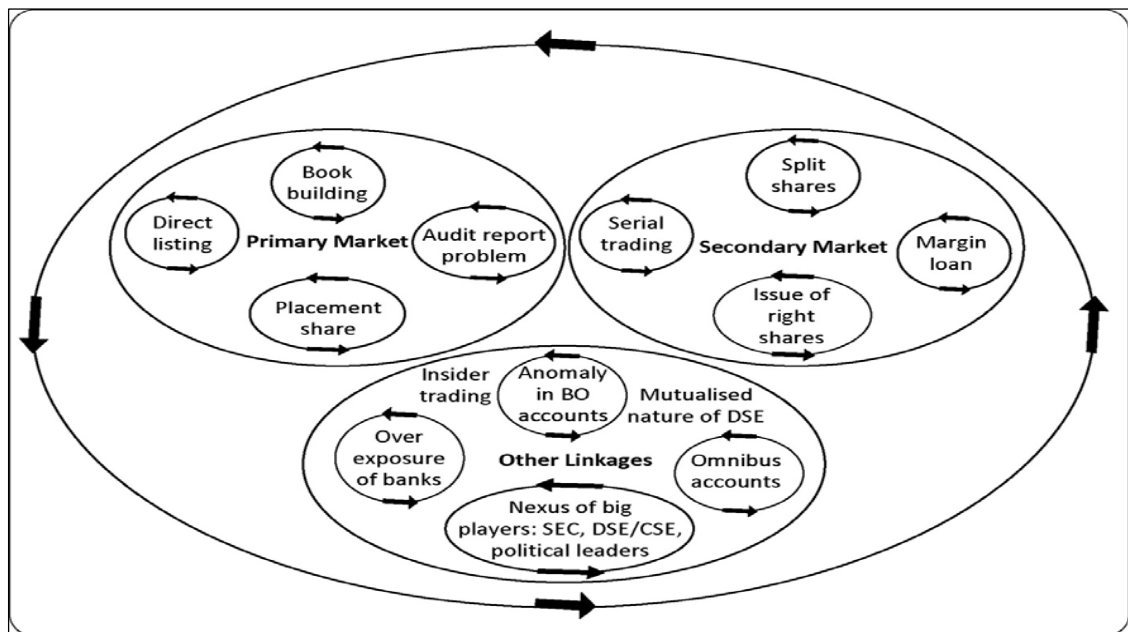 Book
building
Direct
listing
Primary Market
Audit report
problem
Placement
share
Split
shares
Serial
trading
Secondary Market
Margin
loan
Issue of
right
shares
Insider
trading
Anomaly
in BO
accounts
Mutualised
nature of DSE
Over
exposure
of banks
Other Linkages
Omnibus
accounts
Nexus of big
players: SEC, DSE/CSE,
political leaders